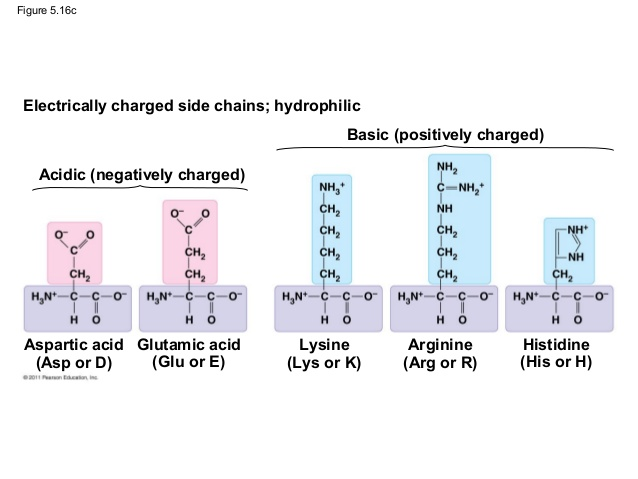 Figure 5.16c
Electrically charged side chains; hydrophilic
Basic (positively charged)
Acidic (negatively charged)
O⁻ O
C
CH₂
H₃N⁺ C C O⁻
H O
Aspartic acid
(Asp or D)
O⁻ O
C
CH₂
CH₂
H₃N⁺ C C O⁻
H O
Glutamic acid
(Glu or E)
NH₃⁺
CH₂
CH₂
CH₂
CH₂
H₃N⁺ C C O⁻
H O
Lysine
(Lys or K)
NH₂
C=NH₂⁺
NH
CH₂
CH₂
CH₂
H₃N⁺ C C O⁻
H O
Arginine
(Arg or R)
NH⁺
NH
CH₂
H₃N⁺ C C O⁻
H O
Histidine
(His or H)
© 2011 Pearson Education, Inc.